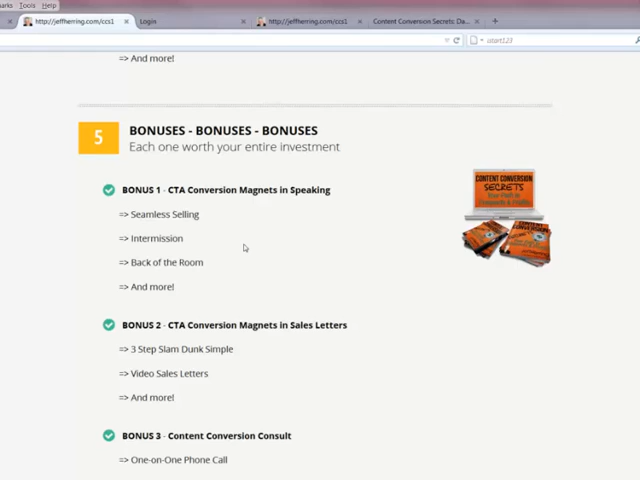 Tools Help
http://jeffherring.com/ccs1
Login
http://jeffherring.com/ccs1
Content Conversion Secrets: Da...
start123
=> And more!
5
BONUSES - BONUSES - BONUSES
Each one worth your entire investment
BONUS 1 - CTA Conversion Magnets in Speaking
=> Seamless Selling
=> Intermission
=> Back of the Room
=> And more!
CONTENT CONVERSION
SECRETS
BONUS 2 - CTA Conversion Magnets in Sales Letters
=> 3 Step Slam Dunk Simple
=> Video Sales Letters
=> And more!
BONUS 3 - Content Conversion Consult
=> One-on-One Phone Call